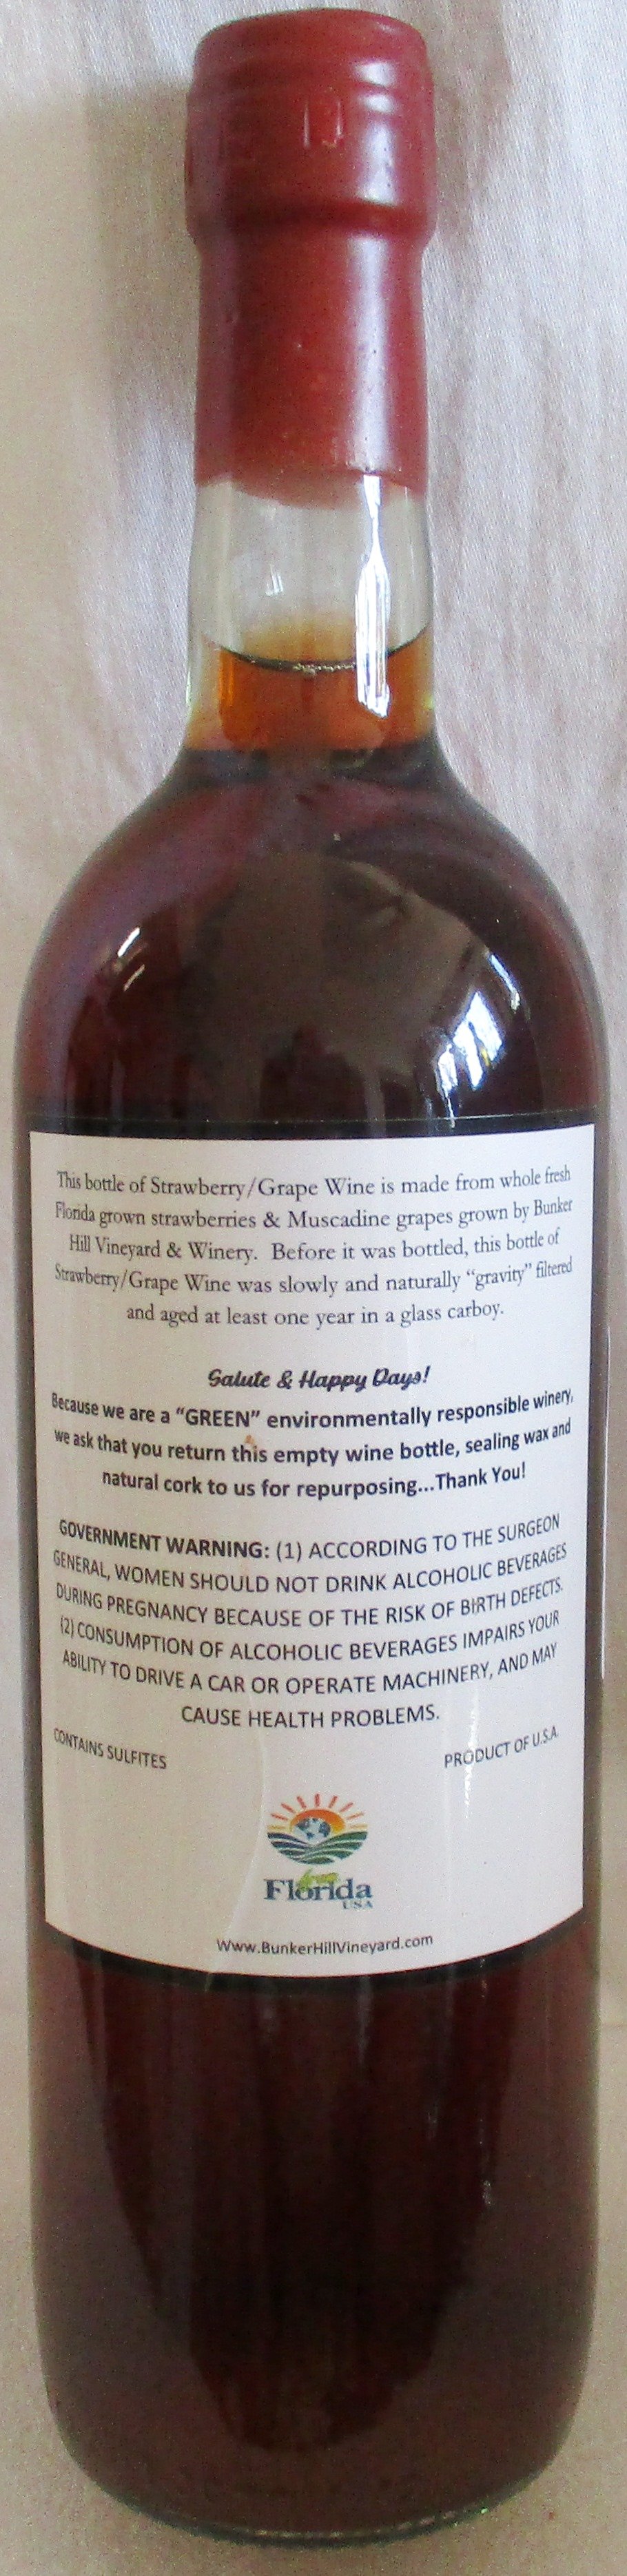 This bottle of Strawberry/Grape Wine is made from whole fresh
Florida grown strawberries & Muscadine grapes grown by Bunker
Hill Vineyard & Winery. Before it was bottled, this bottle of
Strawberry/Grape Wine was slowly and naturally "gravity" filtered
and aged at least one year in a glass carboy.
Salute & Happy Days!
Because we are a "GREEN" environmentally responsible winery,
we ask that you return this empty wine bottle, sealing wax and
natural cork to us for repurposing...Thank You!
GOVERNMENT WARNING: (1) ACCORDING TO THE SURGEON
GENERAL, WOMEN SHOULD NOT DRINK ALCOHOLIC BEVERAGES
DURING PREGNANCY BECAUSE OF THE RISK OF BIRTH DEFECTS.
(2) CONSUMPTION OF ALCOHOLIC BEVERAGES IMPAIRS YOUR
ABILITY TO DRIVE A CAR OR OPERATE MACHINERY, AND MAY
CAUSE HEALTH PROBLEMS.
CONTAINS SULFITES
PRODUCT OF U.S.A.
Florida
USA
Www.BunkerHillVineyard.com